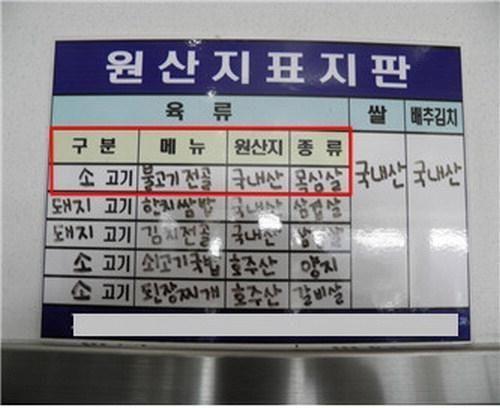 원산지표지판
육 류 쌀 배추김치
구 분 메 뉴 원산지 종 류
소 고기 불고기전골 국내산 목심살 국내산 국내산
돼지 고기 쌈밥 국내산 삼겹살
돼지 고기 김치전골 국내산
소 고기 쇠고기국밥 호주산 양지
소 고기 된장찌개 호주산 갈비살